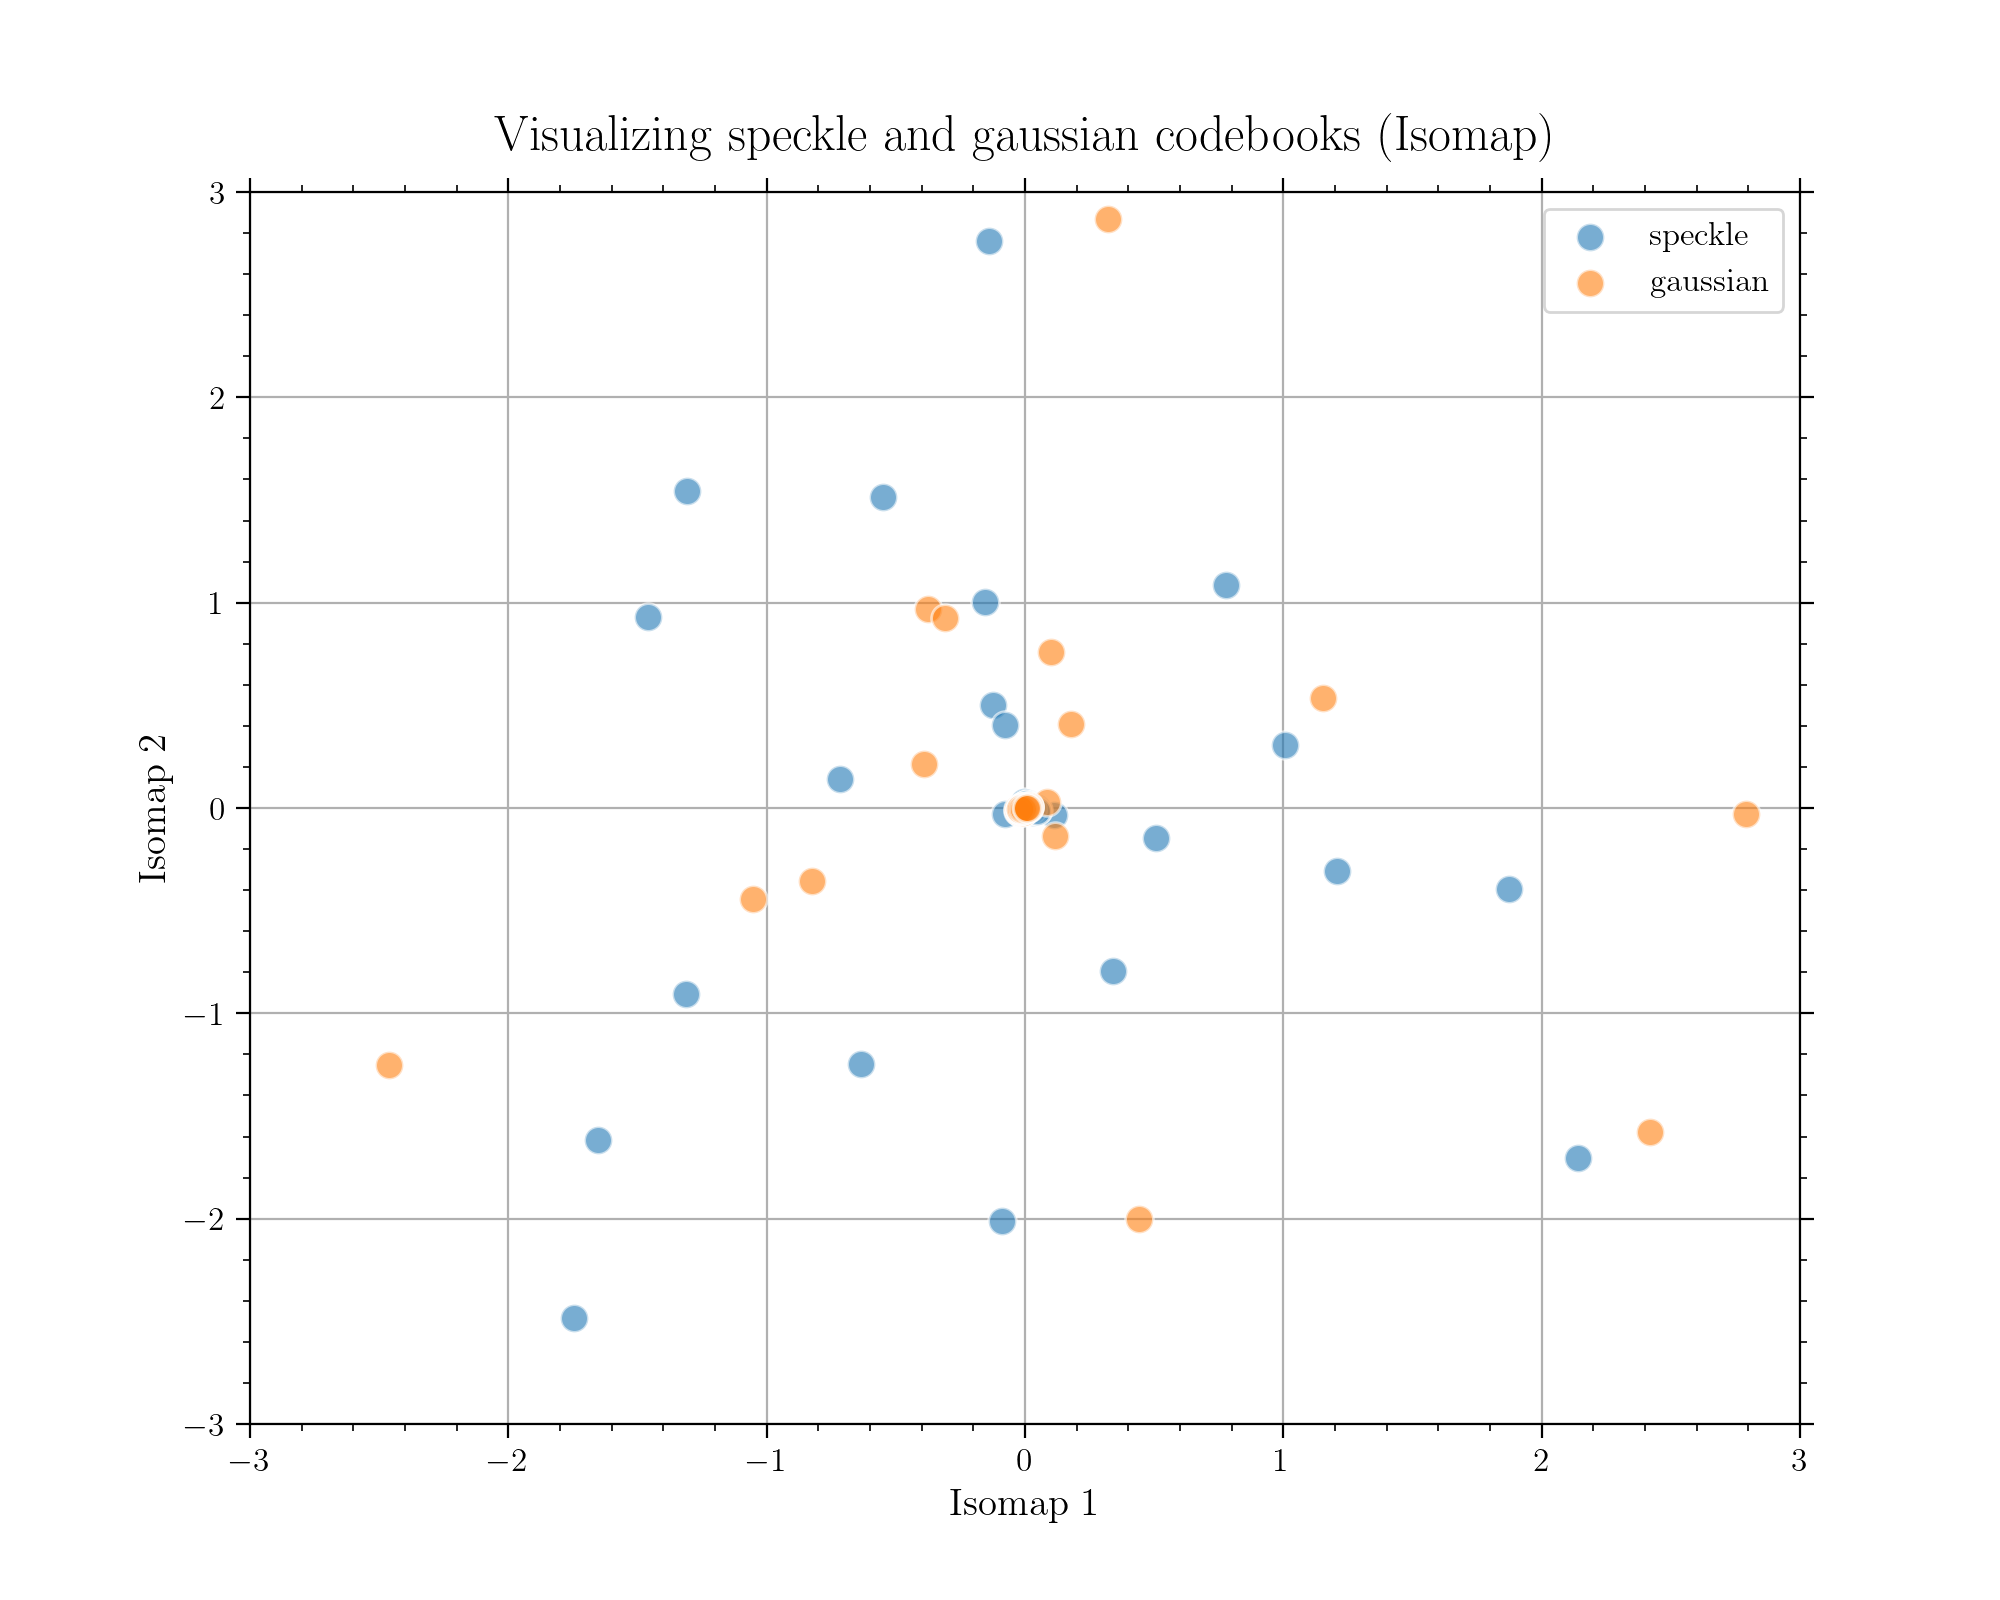 Visualizing speckle and gaussian codebooks (Isomap)
speckle
gaussian
3
2
1
0
−1
−2
−3
Isomap 2
−3
−2
−1
0
1
2
3
Isomap 1